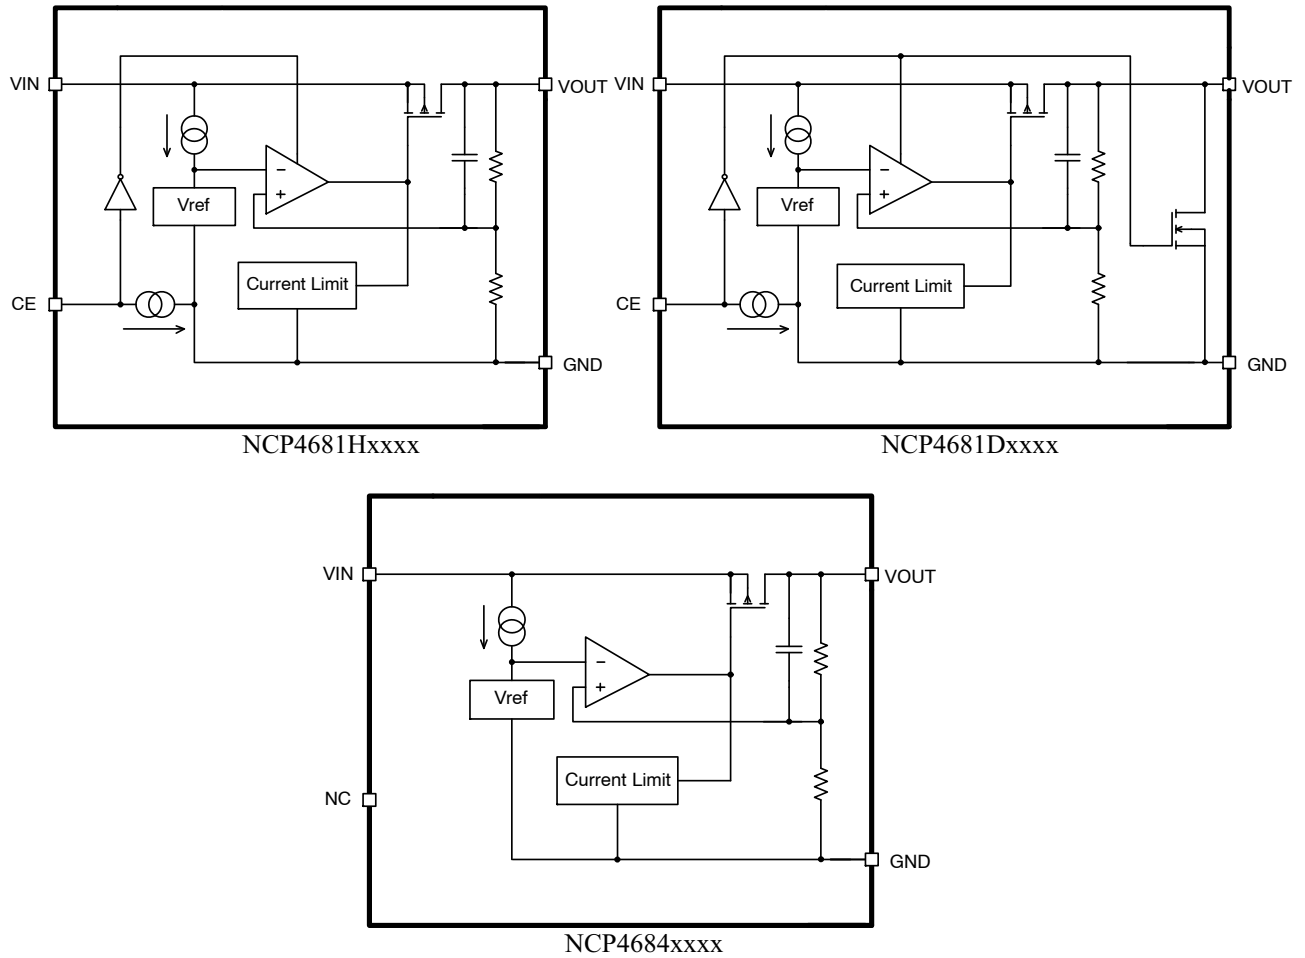 VIN
VOUT
−
+
Vref
Current Limit
CE
GND
NCP4681Hxxxx
VIN
VOUT
−
+
Vref
Current Limit
CE
GND
NCP4681Dxxxx
VIN
VOUT
−
+
Vref
Current Limit
NC
GND
NCP4684xxxx